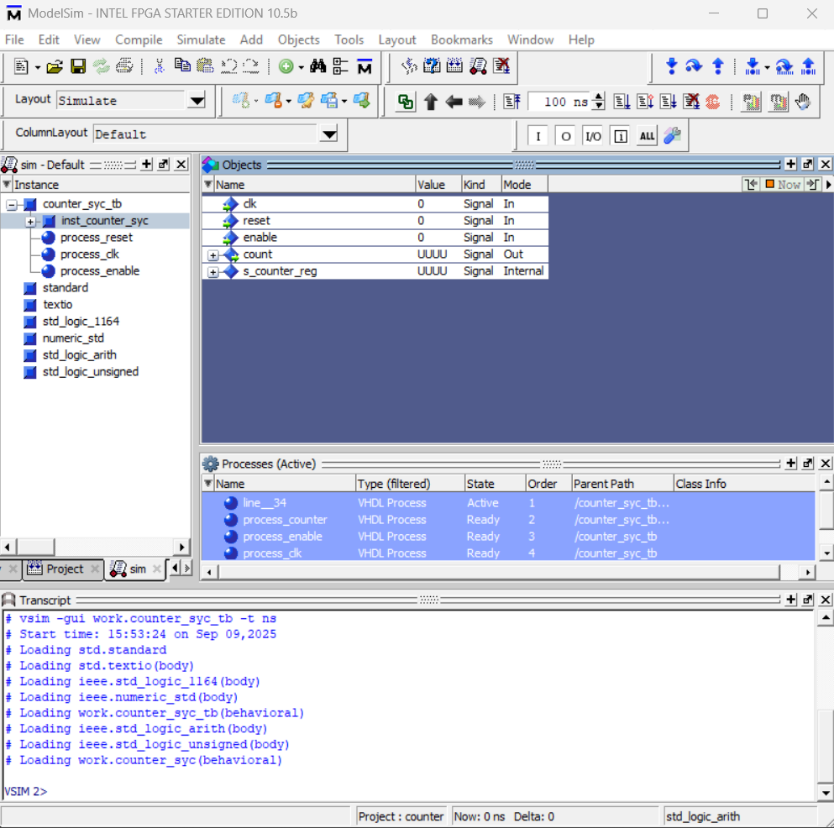 ModelSim - INTEL FPGA STARTER EDITION 10.5b
File Edit View Compile Simulate Add Objects Tools Layout Bookmarks Window Help
100 ns
Layout Simulate
ColumnLayout Default
I O I/O ALL
sim - Default
Instance
counter_syc_tb
inst_counter_syc
process_reset
process_clk
process_enable
standard
textio
std_logic_1164
numeric_std
std_logic_arith
std_logic_unsigned
Project sim
Objects
Name Value Kind Mode Now
clk 0 Signal In
reset 0 Signal In
enable 0 Signal In
count UUUU Signal Out
s_counter_reg UUUU Signal Internal
Processes (Active)
Name Type (filtered) State Order Parent Path Class Info
line__34 VHDL Process Active 1 /counter_syc_tb...
process_counter VHDL Process Ready 2 /counter_syc_tb...
process_enable VHDL Process Ready 3 /counter_syc_tb
process_clk VHDL Process Ready 4 /counter_syc_tb
Transcript
# vsim -gui work.counter_syc_tb -t ns
# Start time: 15:53:24 on Sep 09,2025
# Loading std.standard
# Loading std.textio(body)
# Loading ieee.std_logic_1164(body)
# Loading ieee.numeric_std(body)
# Loading work.counter_syc_tb(behavioral)
# Loading ieee.std_logic_arith(body)
# Loading ieee.std_logic_unsigned(body)
# Loading work.counter_syc(behavioral)
VSIM 2>
Project : counter Now: 0 ns Delta: 0 std_logic_arith